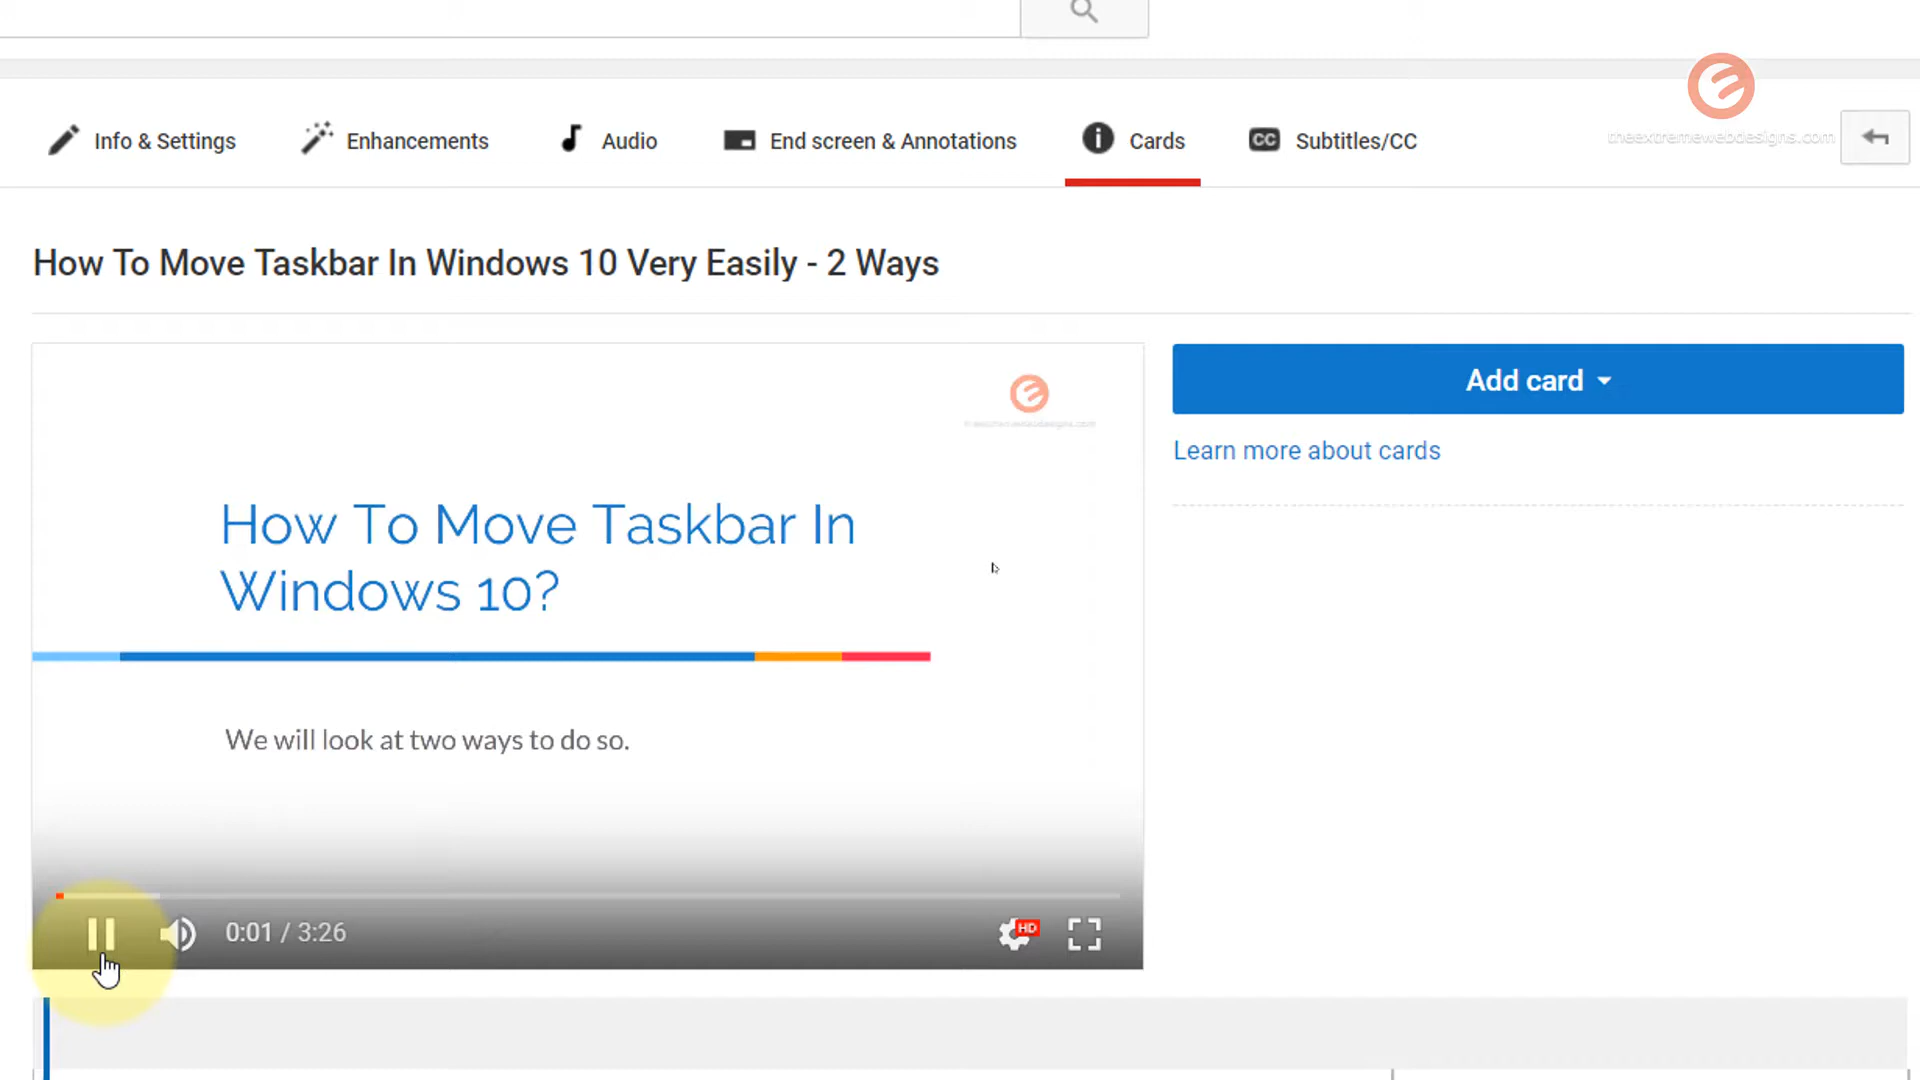 theextremewebdesigns.com
Info & Settings
Enhancements
Audio
End screen & Annotations
Cards
CC Subtitles/CC
How To Move Taskbar In Windows 10 Very Easily - 2 Ways
Add card
Learn more about cards
How To Move Taskbar In
Windows 10?
We will look at two ways to do so.
0:01 / 3:26
HD